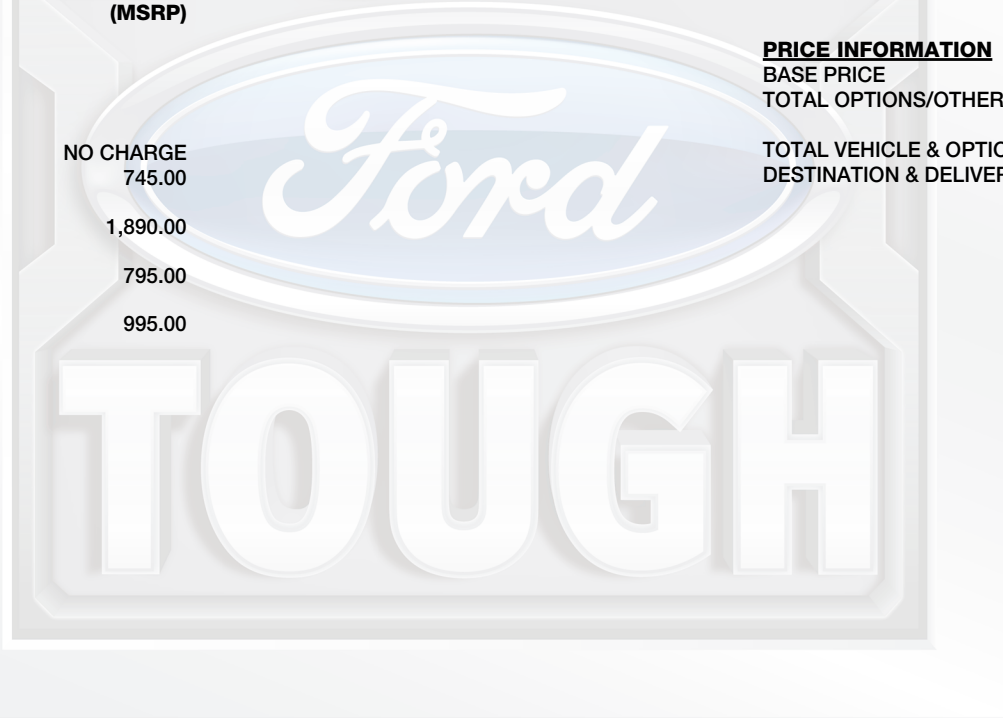 (MSRP)
NO CHARGE
745.00
1,890.00
795.00
995.00
PRICE INFORMATION
BASE PRICE
TOTAL OPTIONS/OTHER
TOTAL VEHICLE & OPTIO
DESTINATION & DELIVER
Ford
TOUGH